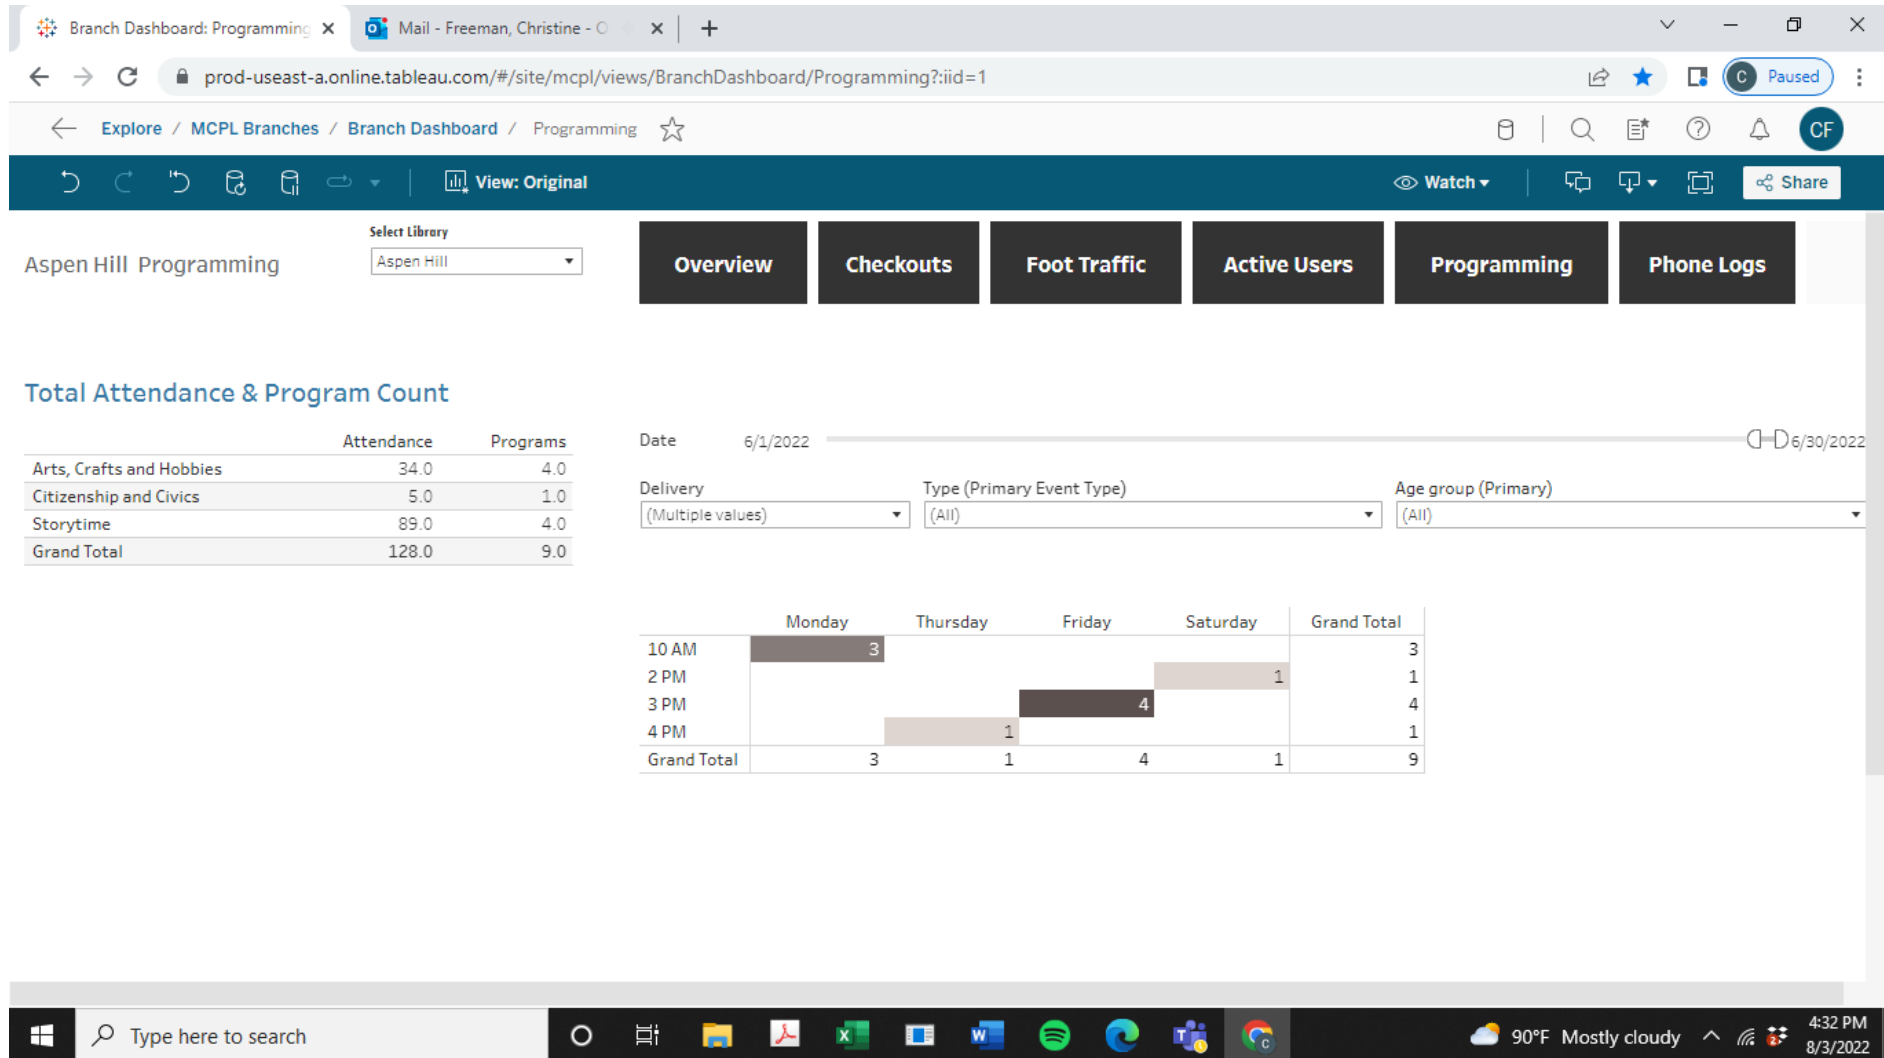 Branch Dashboard: Programming
Mail - Freeman, Christine - O
prod-useast-a.online.tableau.com/#/site/mcpl/views/BranchDashboard/Programming?:iid=1
C Paused
Explore / MCPL Branches / Branch Dashboard / Programming
CF
View: Original
Watch
Share
Aspen Hill Programming
Select Library
Aspen Hill
Overview
Checkouts
Foot Traffic
Active Users
Programming
Phone Logs
Total Attendance & Program Count
Attendance Programs
Arts, Crafts and Hobbies 34.0 4.0
Citizenship and Civics 5.0 1.0
Storytime 89.0 4.0
Grand Total 128.0 9.0
Date 6/1/2022 6/30/2022
Delivery Type (Primary Event Type) Age group (Primary)
(Multiple values) (All) (All)
Monday Thursday Friday Saturday Grand Total
10 AM 3 3
2 PM 1 1
3 PM 4 4
4 PM 1 1
Grand Total 3 1 4 1 9
Type here to search
90°F Mostly cloudy
4:32 PM
8/3/2022